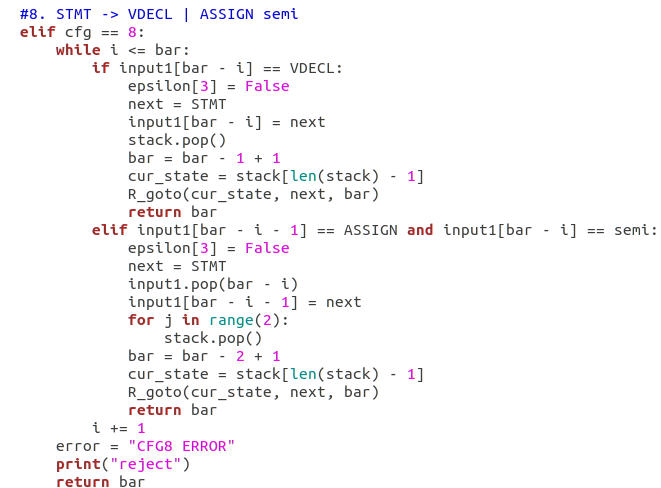 #8. STMT -> VDECL | ASSIGN semi
elif cfg == 8:
    while i <= bar:
        if input1[bar - i] == VDECL:
            epsilon[3] = False
            next = STMT
            input1[bar - i] = next
            stack.pop()
            bar = bar - 1 + 1
            cur_state = stack[len(stack) - 1]
            R_goto(cur_state, next, bar)
            return bar
        elif input1[bar - i - 1] == ASSIGN and input1[bar - i] == semi:
            epsilon[3] = False
            next = STMT
            input1.pop(bar - i)
            input1[bar - i - 1] = next
            for j in range(2):
                stack.pop()
            bar = bar - 2 + 1
            cur_state = stack[len(stack) - 1]
            R_goto(cur_state, next, bar)
            return bar
        i += 1
    error = "CFG8 ERROR"
    print("reject")
    return bar